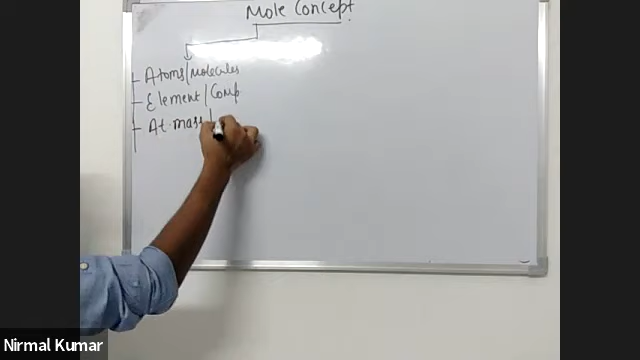 Mole Concept
Atoms/Molecules
Element/Comp
At. mass |
Nirmal Kumar